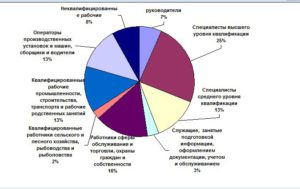 Неквалифицированны
е рабочие
8%
руководители
7%
Специалисты высшего
уровня квалификации
25%
Специалисты
среднего уровня
квалификации
13%
Служащие, занятые
подготовкой
информации,
оформлением
документации, учетом и
обслуживанием
3%
Работники сферы
обслуживания и
торговли, охраны
граждан и
собственности
16%
Квалифицированные
работники сельского и
лесного хозяйства,
рыбоводства и
рыболовства
2%
Квалифицированные
рабочие
промышленности,
строительства,
транспорта и рабочие
родственных занятий
13%
Операторы
производственных
установок и машин,
сборщики и водители
13%